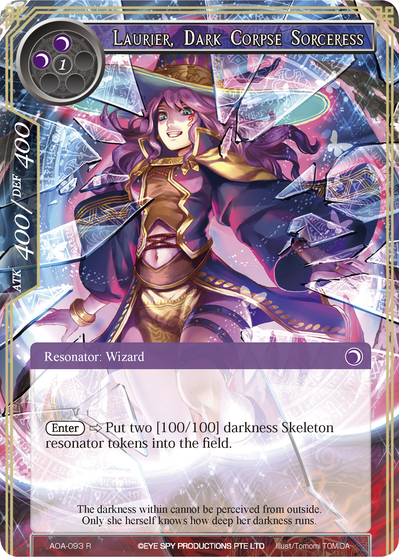 LAURIER, DARK CORPSE SORCERESS
1
ATK 400/ DEF 400
Resonator: Wizard
Enter ⇨ Put two [100/100] darkness Skeleton
resonator tokens into the field.
The darkness within cannot be perceived from outside.
Only she herself knows how deep her darkness runs.
AOA-093 R ©EYE SPY PRODUCTIONS PTE LTD Illust/Tomomi TOMIDA